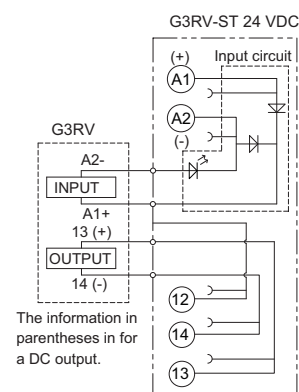 G3RV-ST 24 VDC
(+)
Input circuit
A1
A2
(-)
G3RV
A2-
INPUT
A1+
13 (+)
OUTPUT
14 (-)
12
14
13
The information in
parentheses in for
a DC output.